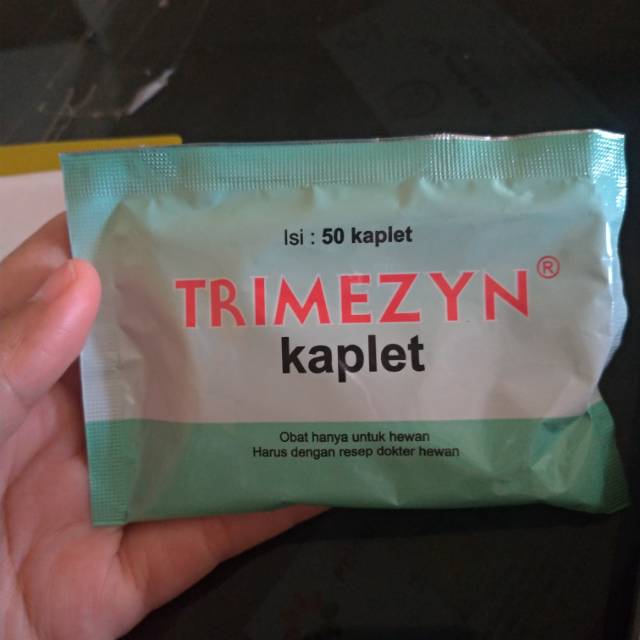 Isi : 50 kaplet
TRIMEZYN®
kaplet
Obat hanya untuk hewan
Harus dengan resep dokter hewan